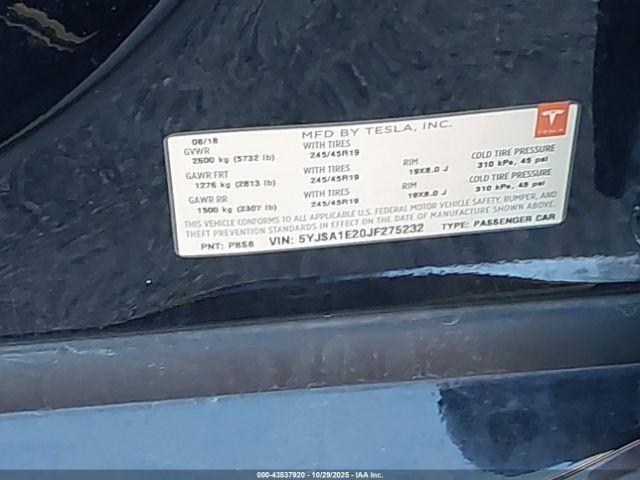 MFD BY TESLA, INC.
08/18
GVWR
2600 kg (5732 lb)
WITH TIRES
245/45R19
RIM
19X8.0 J
COLD TIRE PRESSURE
310 kPa, 45 psi
GAWR FRT
1276 kg (2813 lb)
WITH TIRES
245/45R19
RIM
19X8.0 J
COLD TIRE PRESSURE
310 kPa, 45 psi
GAWR RR
1500 kg (3307 lb)
WITH TIRES
245/45R19
THIS VEHICLE CONFORMS TO ALL APPLICABLE U.S. FEDERAL MOTOR VEHICLE SAFETY, BUMPER, AND
THEFT PREVENTION STANDARDS IN EFFECT ON THE DATE OF MANUFACTURE SHOWN ABOVE.
PNT: PBSB VIN: 5YJSA1E20JF275232 TYPE: PASSENGER CAR
000-43537920 - 10/29/2025 - IAA Inc.